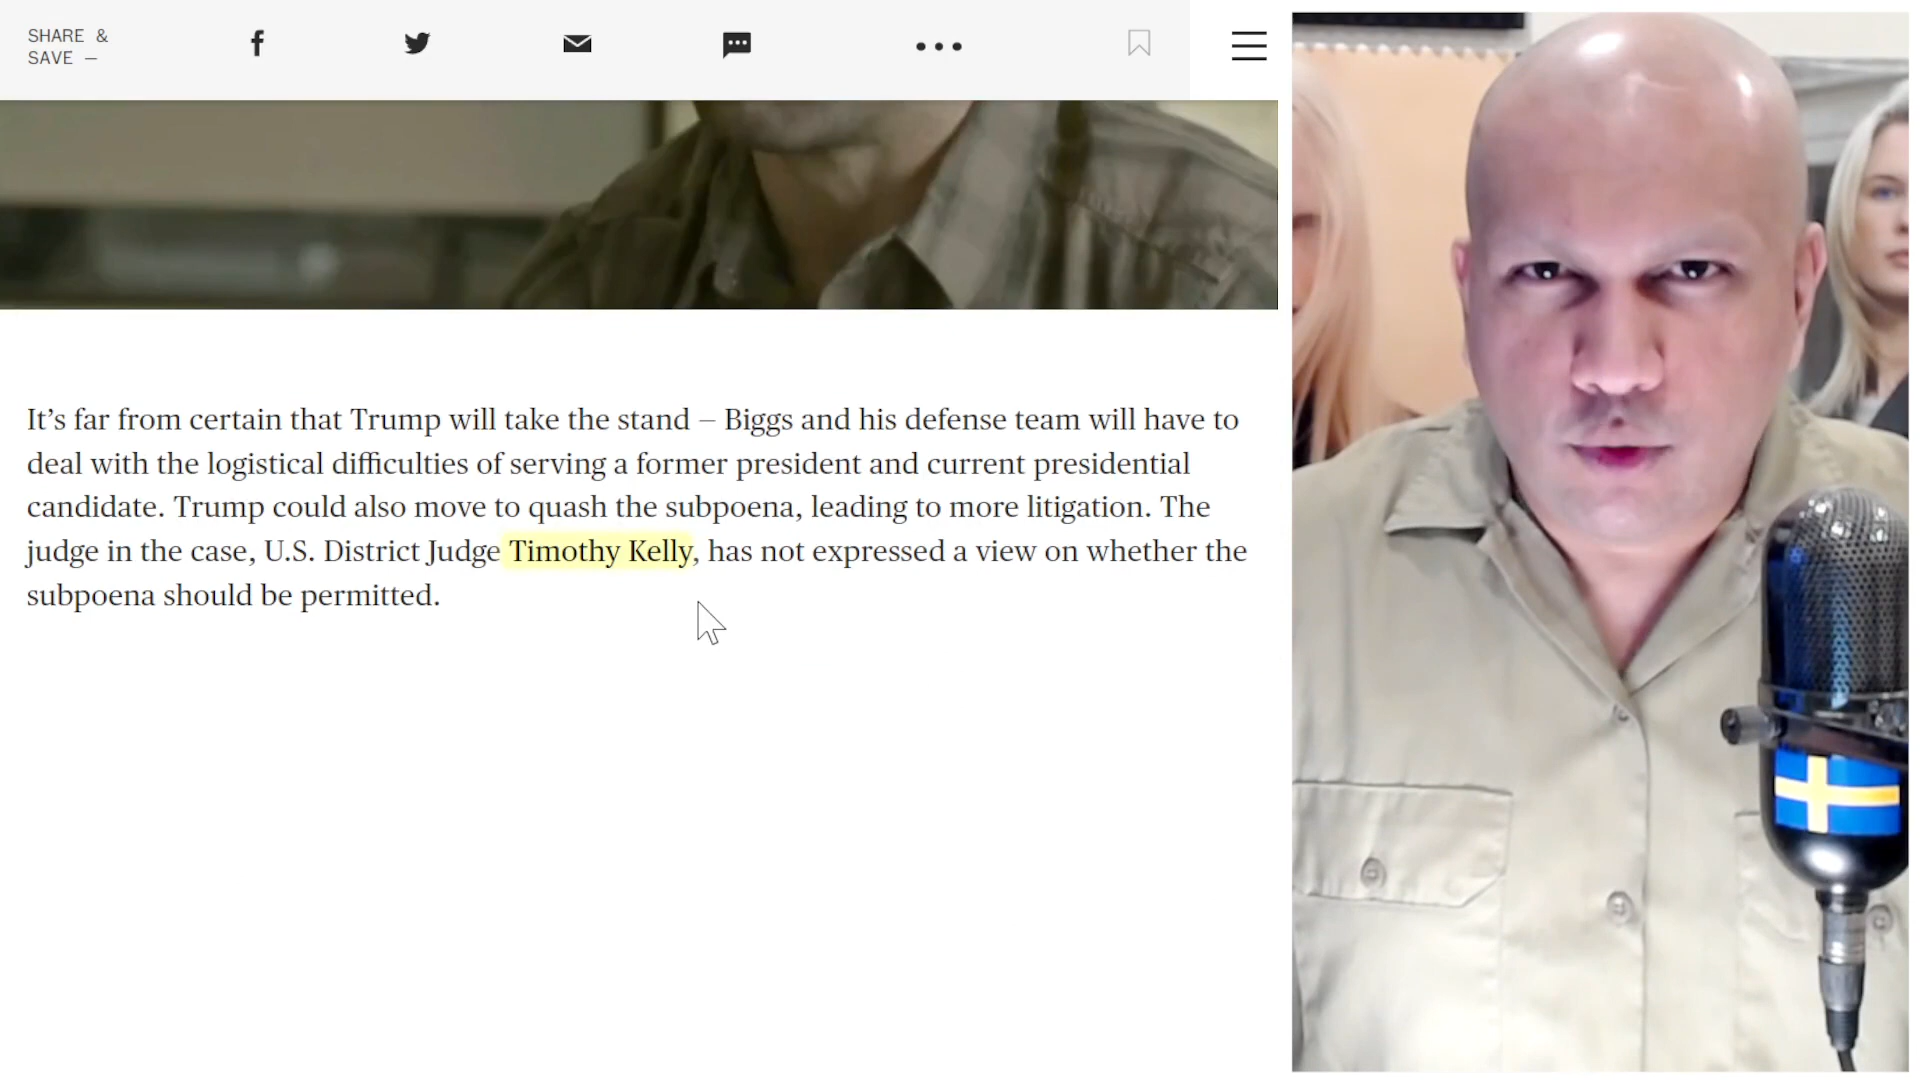 SHARE &
SAVE —
It’s far from certain that Trump will take the stand – Biggs and his defense team will have to
deal with the logistical difficulties of serving a former president and current presidential
candidate. Trump could also move to quash the subpoena, leading to more litigation. The
judge in the case, U.S. District Judge Timothy Kelly, has not expressed a view on whether the
subpoena should be permitted.